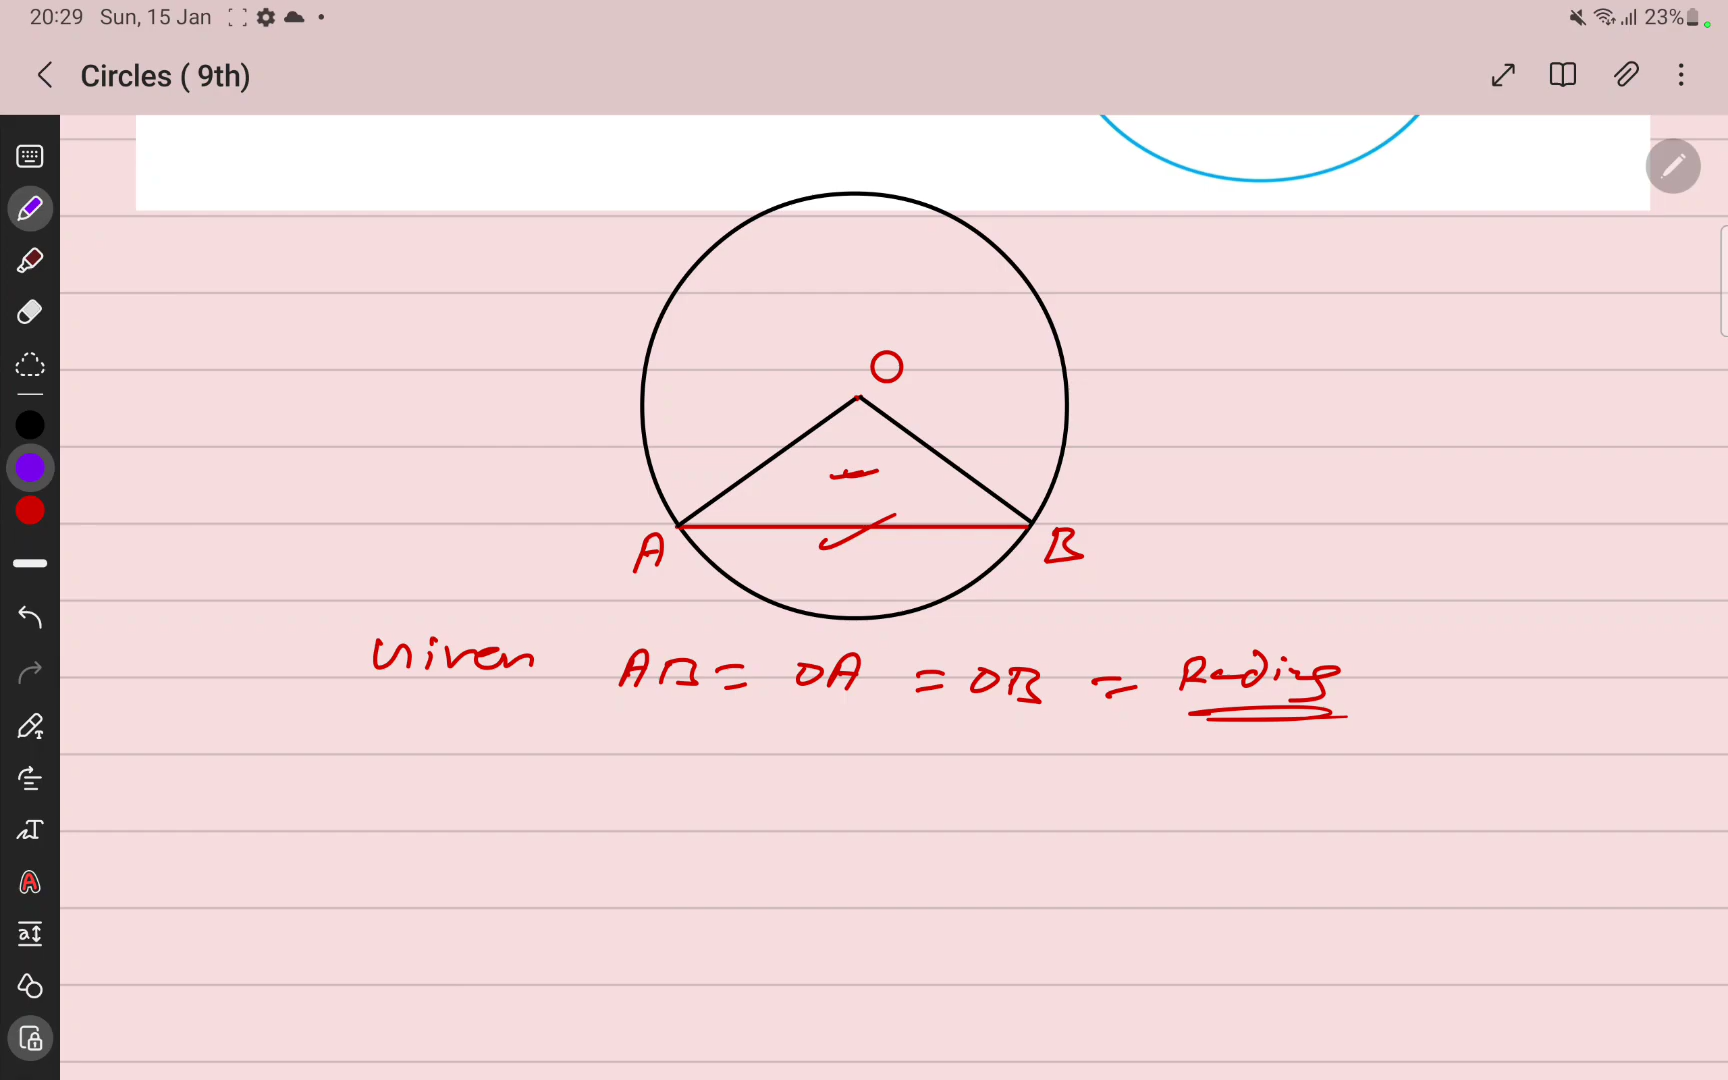 20:29 Sun, 15 Jan 23%
Circles ( 9th)
O
A B
Given AB = OA = OB = Radius